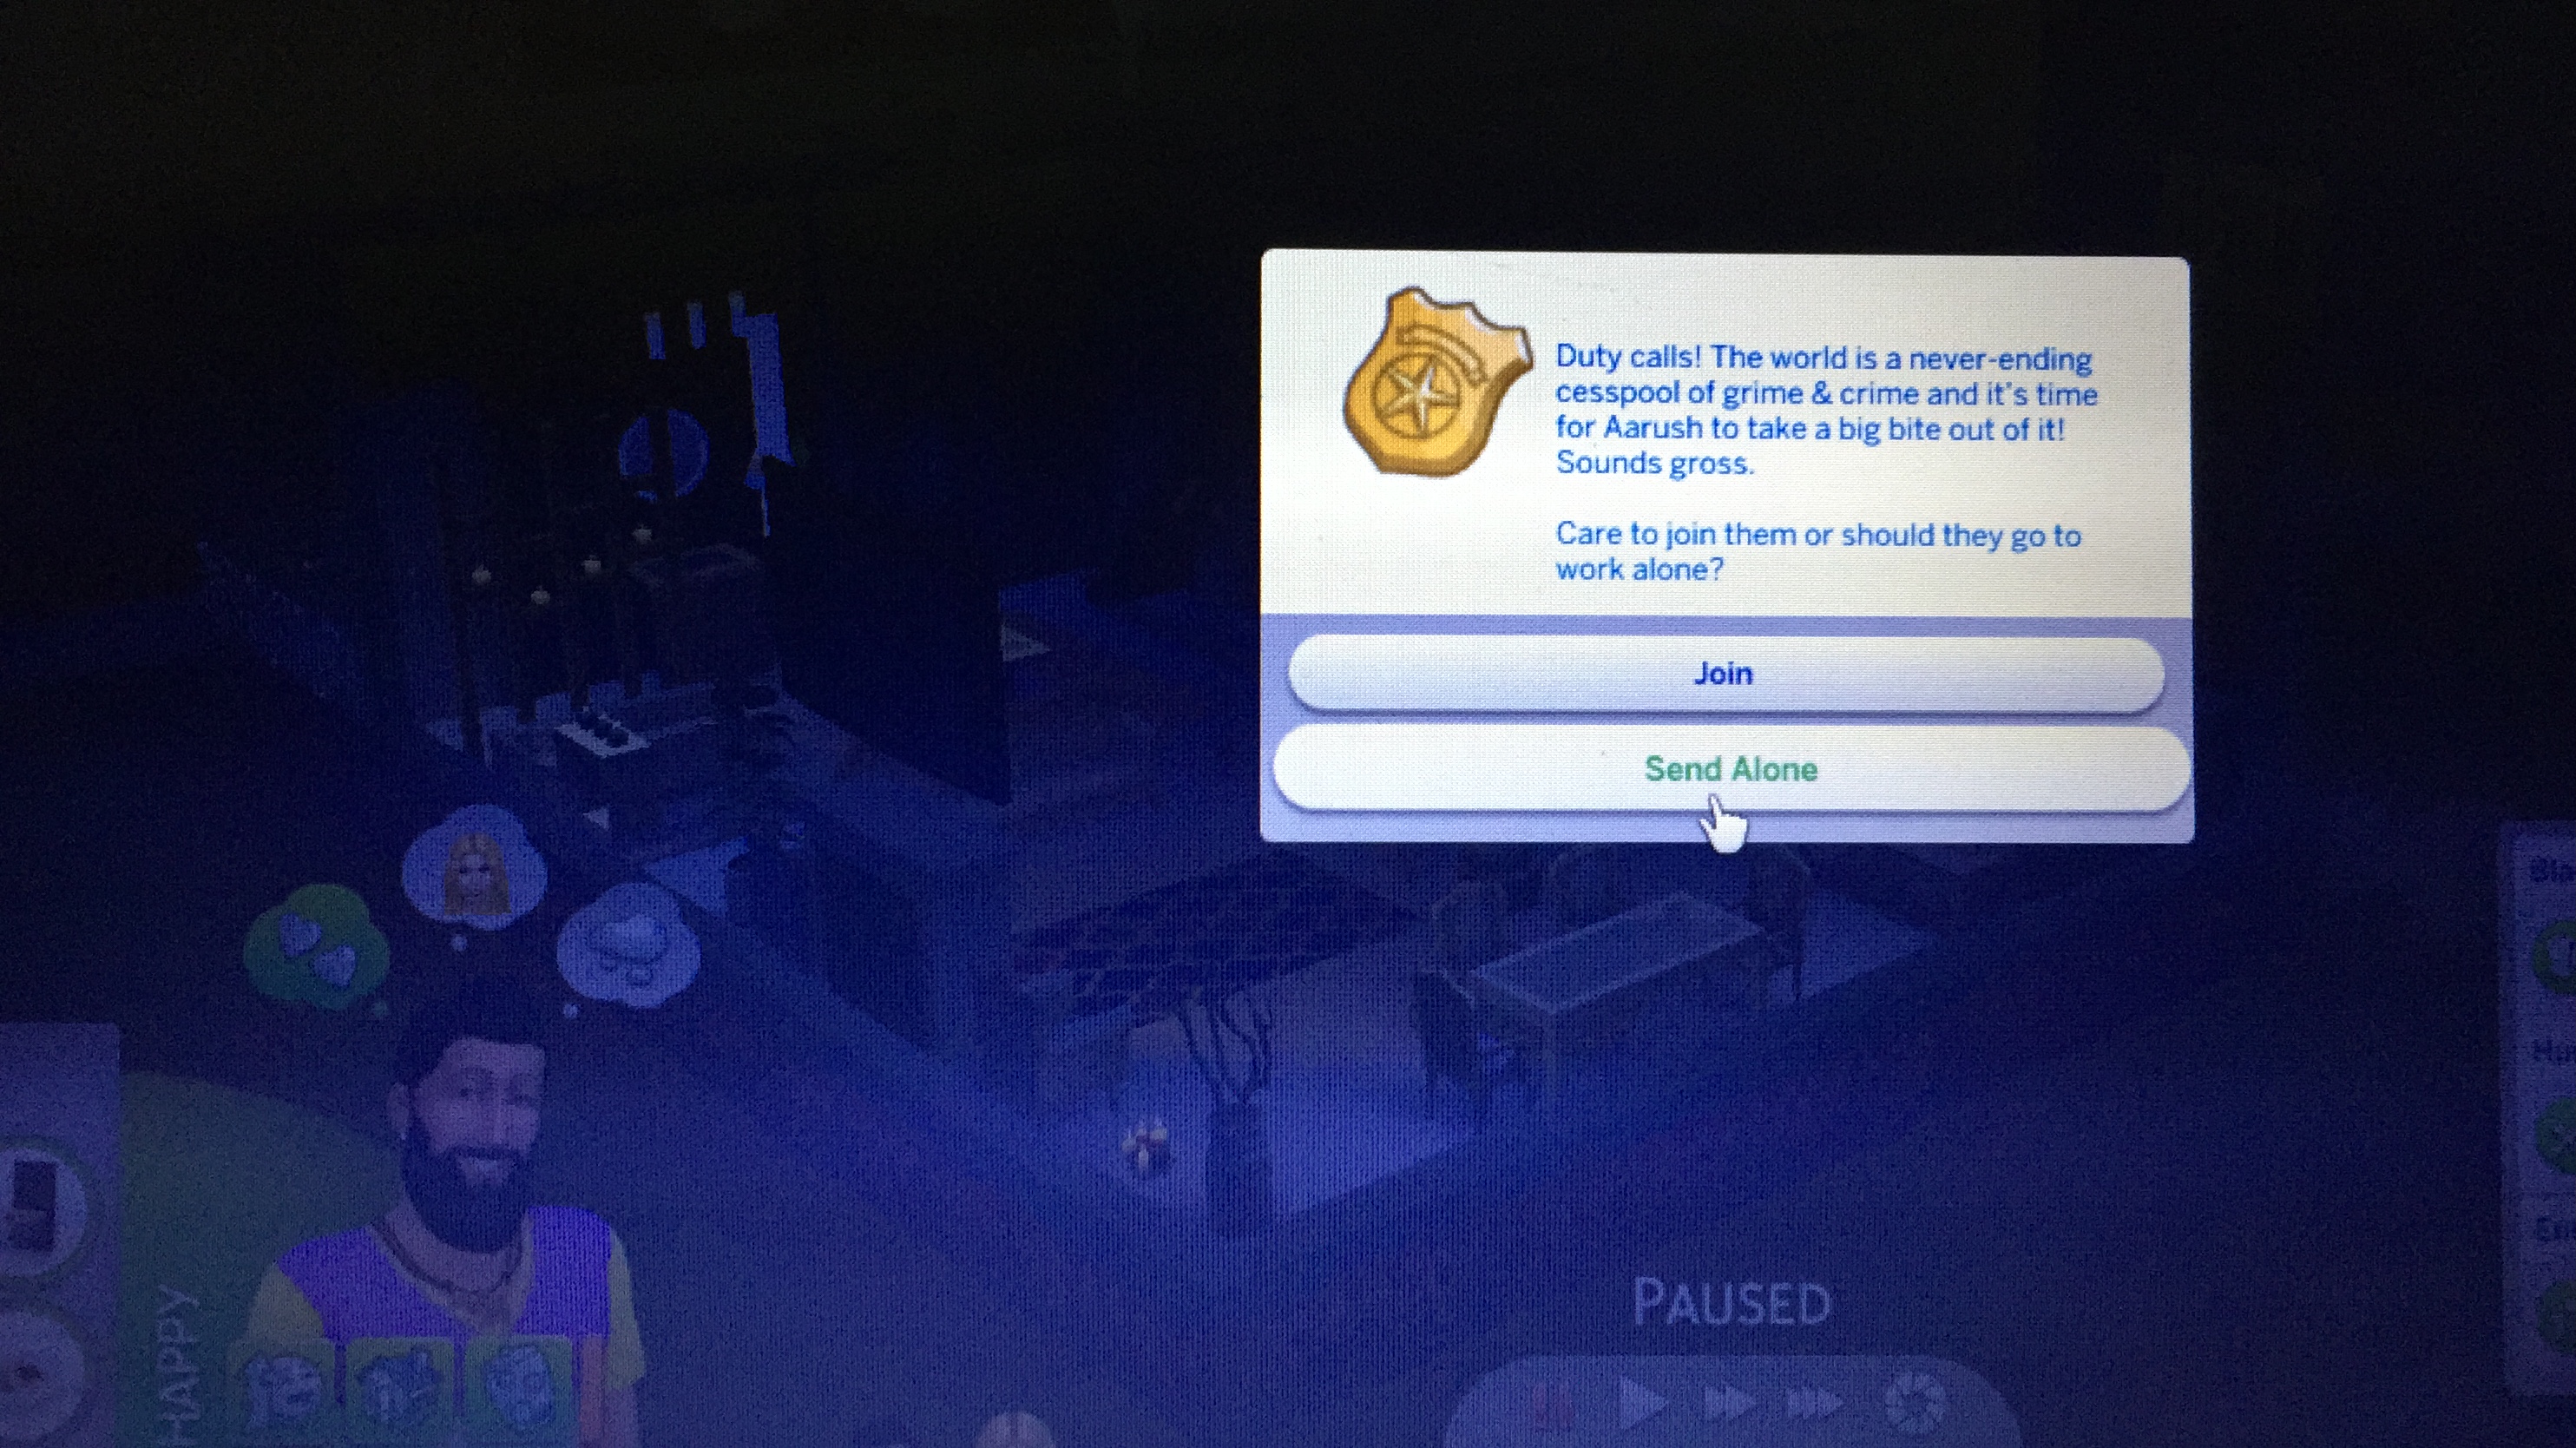 Duty calls! The world is a never-ending
cesspool of grime & crime and it's time
for Aarush to take a big bite out of it!
Sounds gross.
Care to join them or should they go to
work alone?
Join
Send Alone
HAPPY
PAUSED